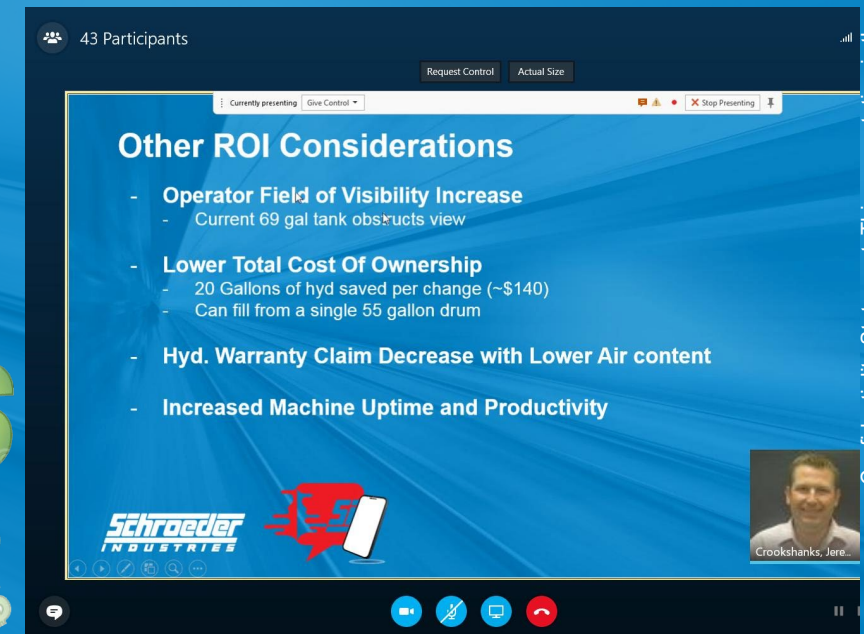 43 Participants
Request Control
Actual Size
Currently presenting
Give Control
Stop Presenting
Other ROI Considerations
- Operator Field of Visibility Increase
- Current 69 gal tank obstructs view
- Lower Total Cost Of Ownership
- 20 Gallons of hyd saved per change (~$140)
- Can fill from a single 55 gallon drum
- Hyd. Warranty Claim Decrease with Lower Air content
- Increased Machine Uptime and Productivity
SCHROEDER
INDUSTRIES
Crookshanks, Jere...